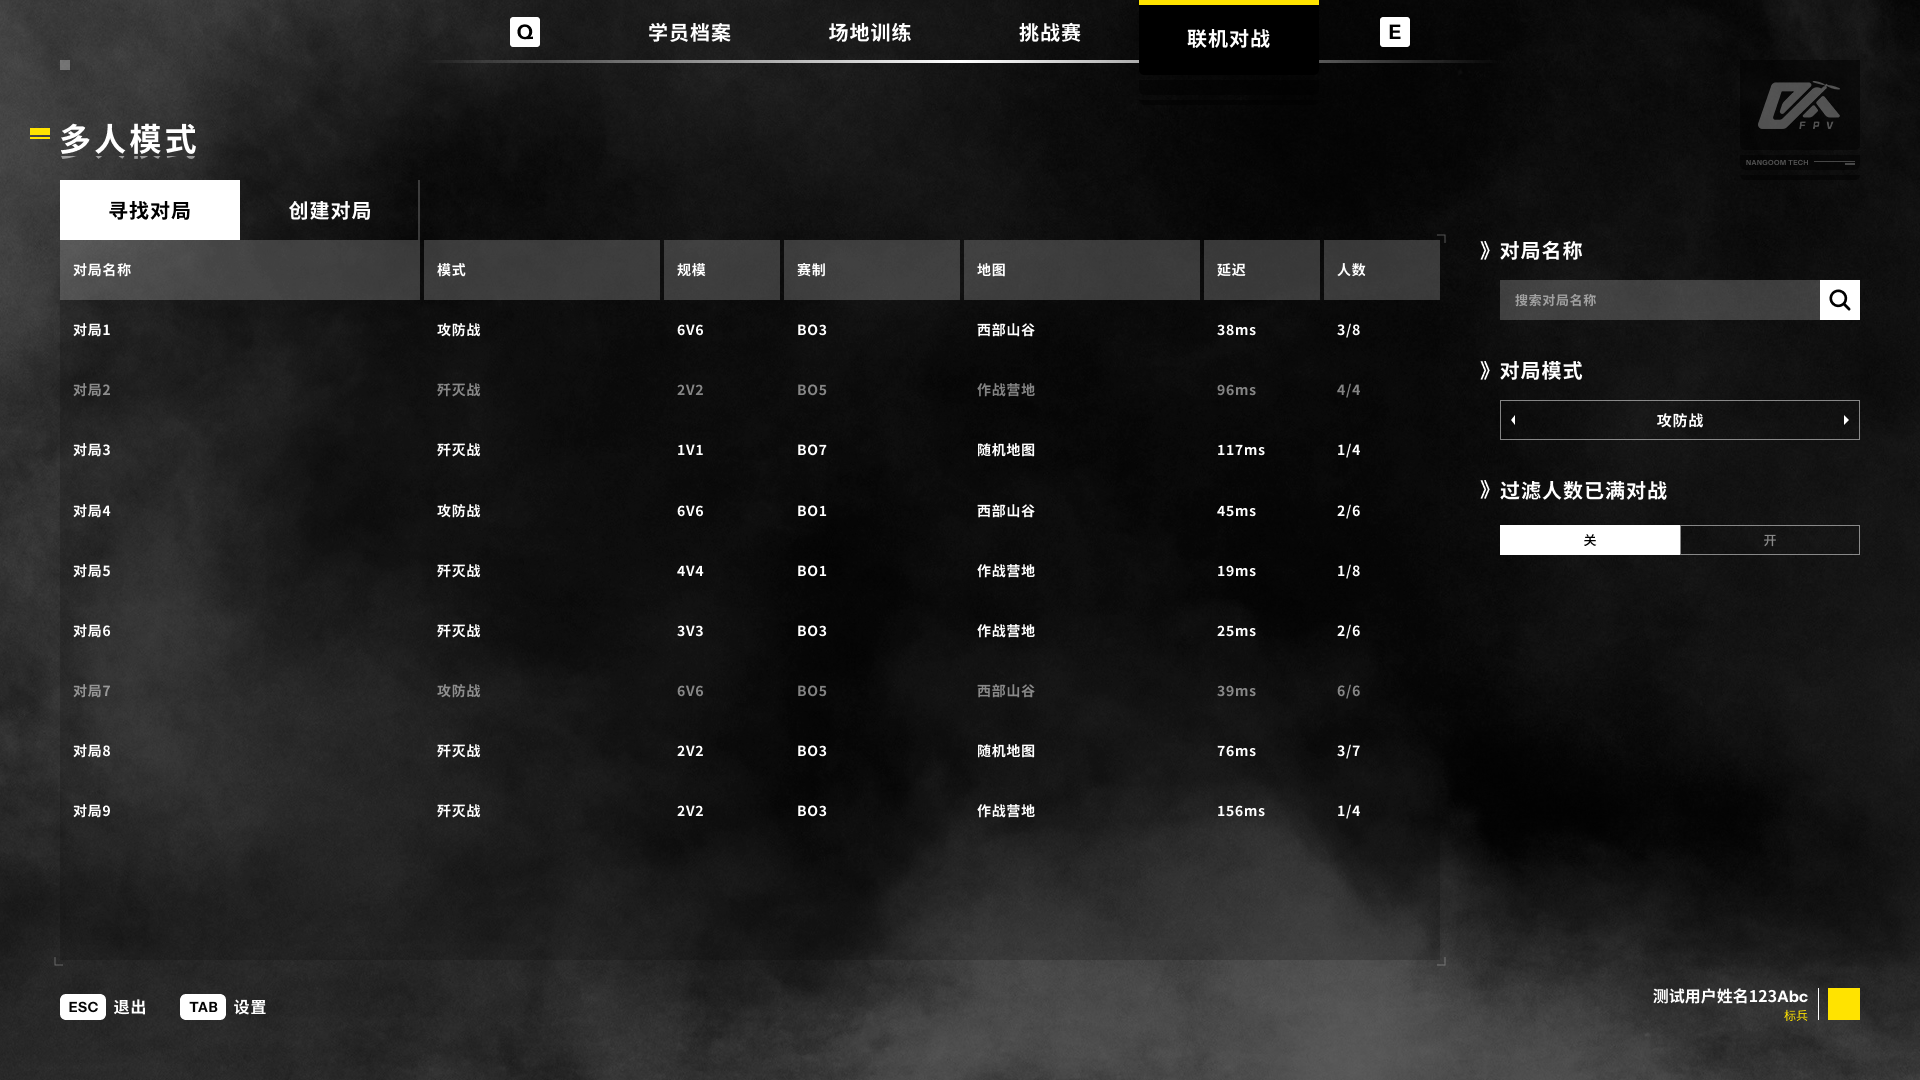 Q 学员档案 场地训练 挑战赛 联机对战 E
FPV
NANGOOM TECH
多人模式
寻找对局 创建对局
对局名称 模式 规模 赛制 地图 延迟 人数
对局1 攻防战 6V6 BO3 西部山谷 38ms 3/8
对局2 歼灭战 2V2 BO5 作战营地 96ms 4/4
对局3 歼灭战 1V1 BO7 随机地图 117ms 1/4
对局4 攻防战 6V6 BO1 西部山谷 45ms 2/6
对局5 歼灭战 4V4 BO1 作战营地 19ms 1/8
对局6 歼灭战 3V3 BO3 作战营地 25ms 2/6
对局7 攻防战 6V6 BO5 西部山谷 39ms 6/6
对局8 歼灭战 2V2 BO3 随机地图 76ms 3/7
对局9 歼灭战 2V2 BO3 作战营地 156ms 1/4
》对局名称
搜索对局名称
》对局模式
攻防战
》过滤人数已满对战
关 开
ESC 退出 TAB 设置
测试用户姓名123Abc
标兵